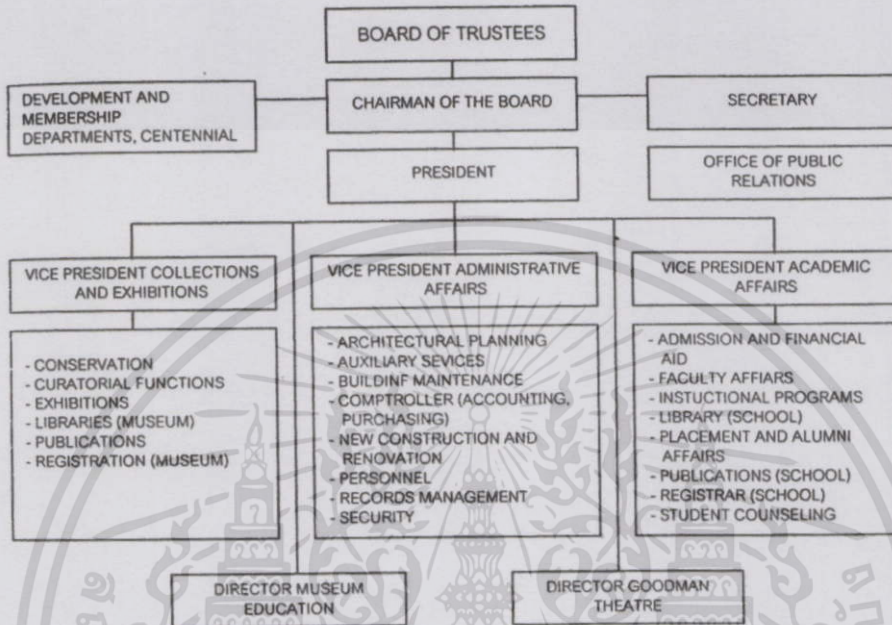 BOARD OF TRUSTEES
DEVELOPMENT AND
MEMBERSHIP
DEPARTMENTS, CENTENNIAL
CHAIRMAN OF THE BOARD
SECRETARY
PRESIDENT
OFFICE OF PUBLIC
RELATIONS
VICE PRESIDENT COLLECTIONS
AND EXHIBITIONS
VICE PRESIDENT ADMINISTRATIVE
AFFAIRS
VICE PRESIDENT ACADEMIC
AFFAIRS
- CONSERVATION
- CURATORIAL FUNCTIONS
- EXHIBITIONS
- LIBRARIES (MUSEUM)
- PUBLICATIONS
- REGISTRATION (MUSEUM)
- ARCHITECTURAL PLANNING
- AUXILIARY SEVICES
- BUILDINF MAINTENANCE
- COMPTROLLER (ACCOUNTING,
PURCHASING)
- NEW CONSTRUCTION AND
RENOVATION
- PERSONNEL
- RECORDS MANAGEMENT
- SECURITY
- ADMISSION AND FINANCIAL
AID
- FACULTY AFFIARS
- INSTUCTIONAL PROGRAMS
- LIBRARY (SCHOOL)
- PLACEMENT AND ALUMNI
AFFAIRS
- PUBLICATIONS (SCHOOL)
- REGISTRAR (SCHOOL)
- STUDENT COUNSELING
DIRECTOR MUSEUM
EDUCATION
DIRECTOR GOODMAN
THEATRE